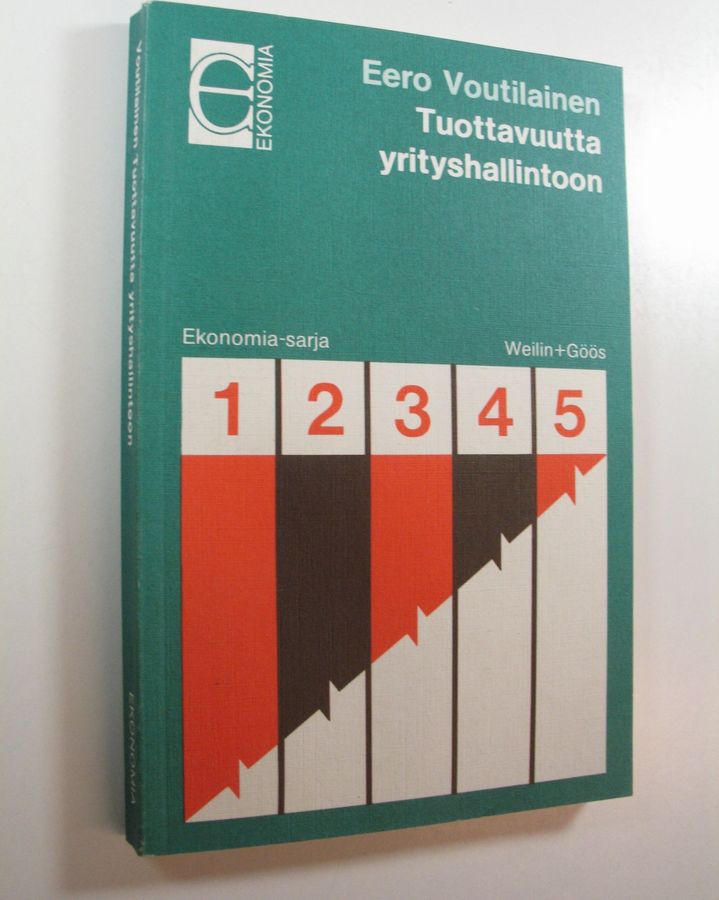 EKONOMIA
Eero Voutilainen
Tuottavuutta
yrityshallintoon
Ekonomia-sarja
Weilin+Göös
1 2 3 4 5
Voutilainen Tuottavuutta yrityshallintoon
EKONOMIA